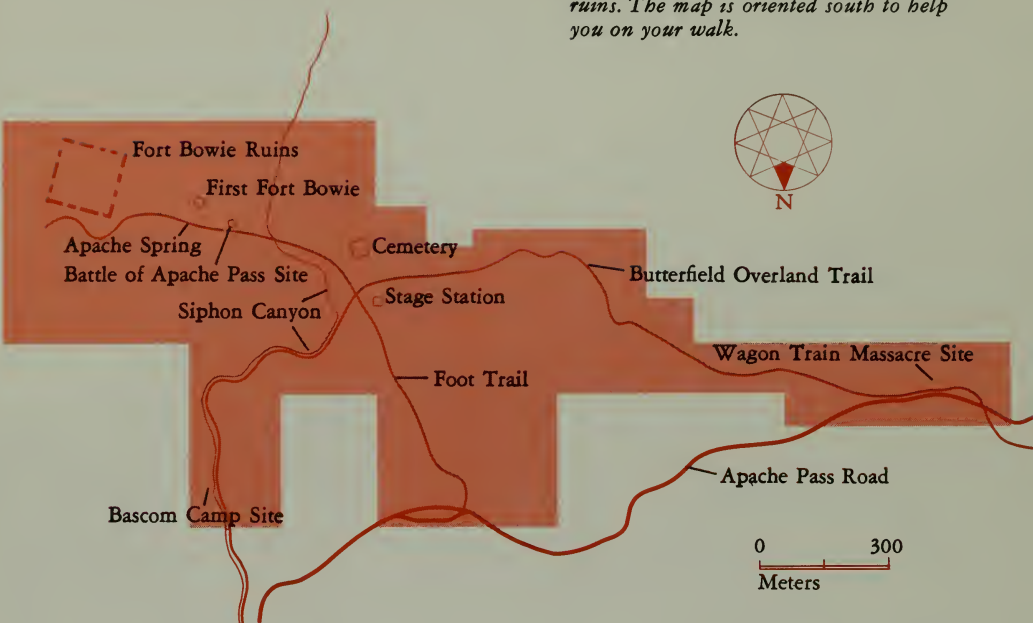 ruins. The map is oriented south to help
you on your walk.
N
Fort Bowie Ruins
First Fort Bowie
Apache Spring
Cemetery
Battle of Apache Pass Site
Butterfield Overland Trail
Stage Station
Siphon Canyon
Wagon Train Massacre Site
Foot Trail
Apache Pass Road
Bascom Camp Site
0 300
Meters